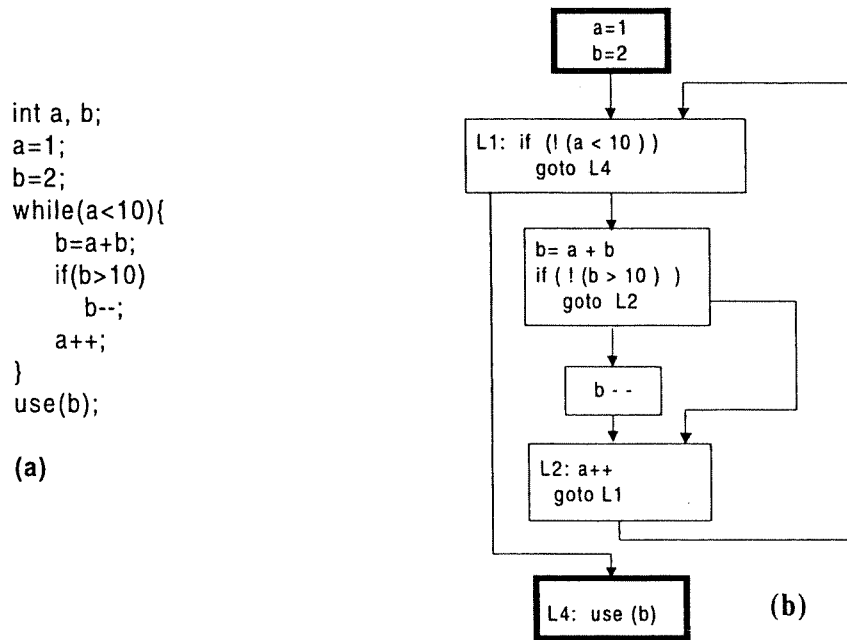 int a, b;
a=1;
b=2;
while(a<10){
b=a+b;
if(b>10)
b--;
a++;
}
use(b);
(a)
a=1
b=2
L1: if (! (a < 10 ) )
goto L4
b= a + b
if ( ! (b > 10 ) )
goto L2
b - -
L2: a++
goto L1
L4: use (b)
(b)